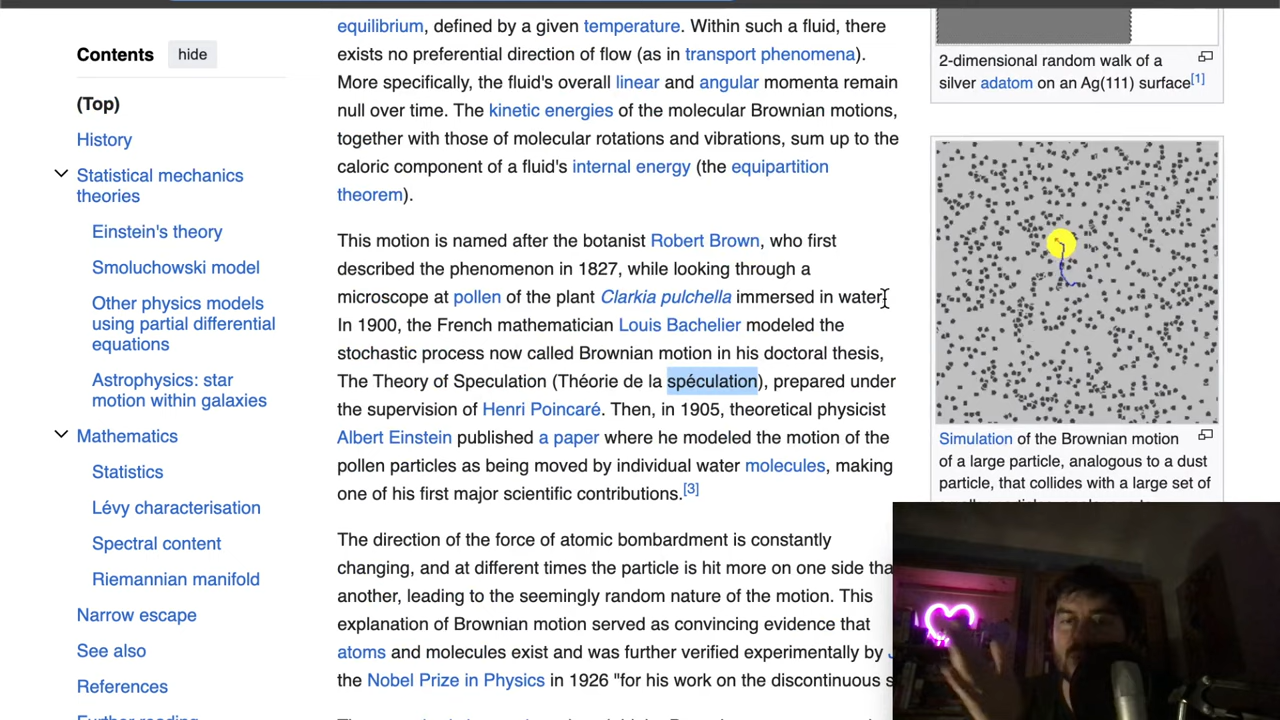 Contents hide
(Top)
History
Statistical mechanics
theories
Einstein's theory
Smoluchowski model
Other physics models
using partial differential
equations
Astrophysics: star
motion within galaxies
Mathematics
Statistics
Lévy characterisation
Spectral content
Riemannian manifold
Narrow escape
See also
References
Further reading
equilibrium, defined by a given temperature. Within such a fluid, there
exists no preferential direction of flow (as in transport phenomena).
More specifically, the fluid's overall linear and angular momenta remain
null over time. The kinetic energies of the molecular Brownian motions,
together with those of molecular rotations and vibrations, sum up to the
caloric component of a fluid's internal energy (the equipartition
theorem).
This motion is named after the botanist Robert Brown, who first
described the phenomenon in 1827, while looking through a
microscope at pollen of the plant Clarkia pulchella immersed in water.
In 1900, the French mathematician Louis Bachelier modeled the
stochastic process now called Brownian motion in his doctoral thesis,
The Theory of Speculation (Théorie de la spéculation), prepared under
the supervision of Henri Poincaré. Then, in 1905, theoretical physicist
Albert Einstein published a paper where he modeled the motion of the
pollen particles as being moved by individual water molecules, making
one of his first major scientific contributions.[3]
The direction of the force of atomic bombardment is constantly
changing, and at different times the particle is hit more on one side tha
another, leading to the seemingly random nature of the motion. This
explanation of Brownian motion served as convincing evidence that
atoms and molecules exist and was further verified experimentally by
the Nobel Prize in Physics in 1926 "for his work on the discontinuous s
2-dimensional random walk of a
silver adatom on an Ag(111) surface[1]
Simulation of the Brownian motion
of a large particle, analogous to a dust
particle, that collides with a large set of